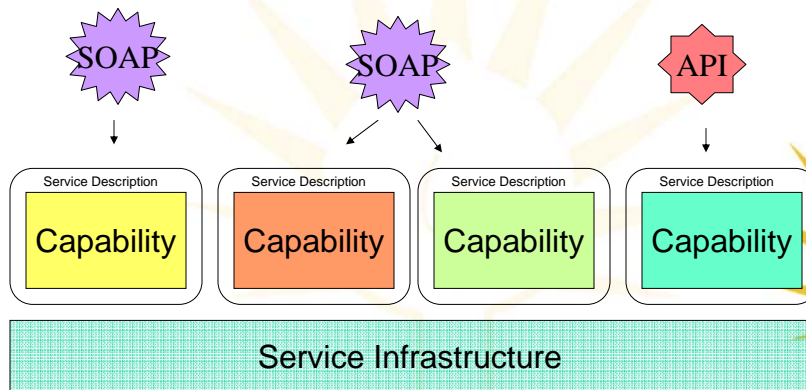 SOAP
SOAP
API
Service Description
Service Description
Service Description
Service Description
Capability
Capability
Capability
Capability
Service Infrastructure